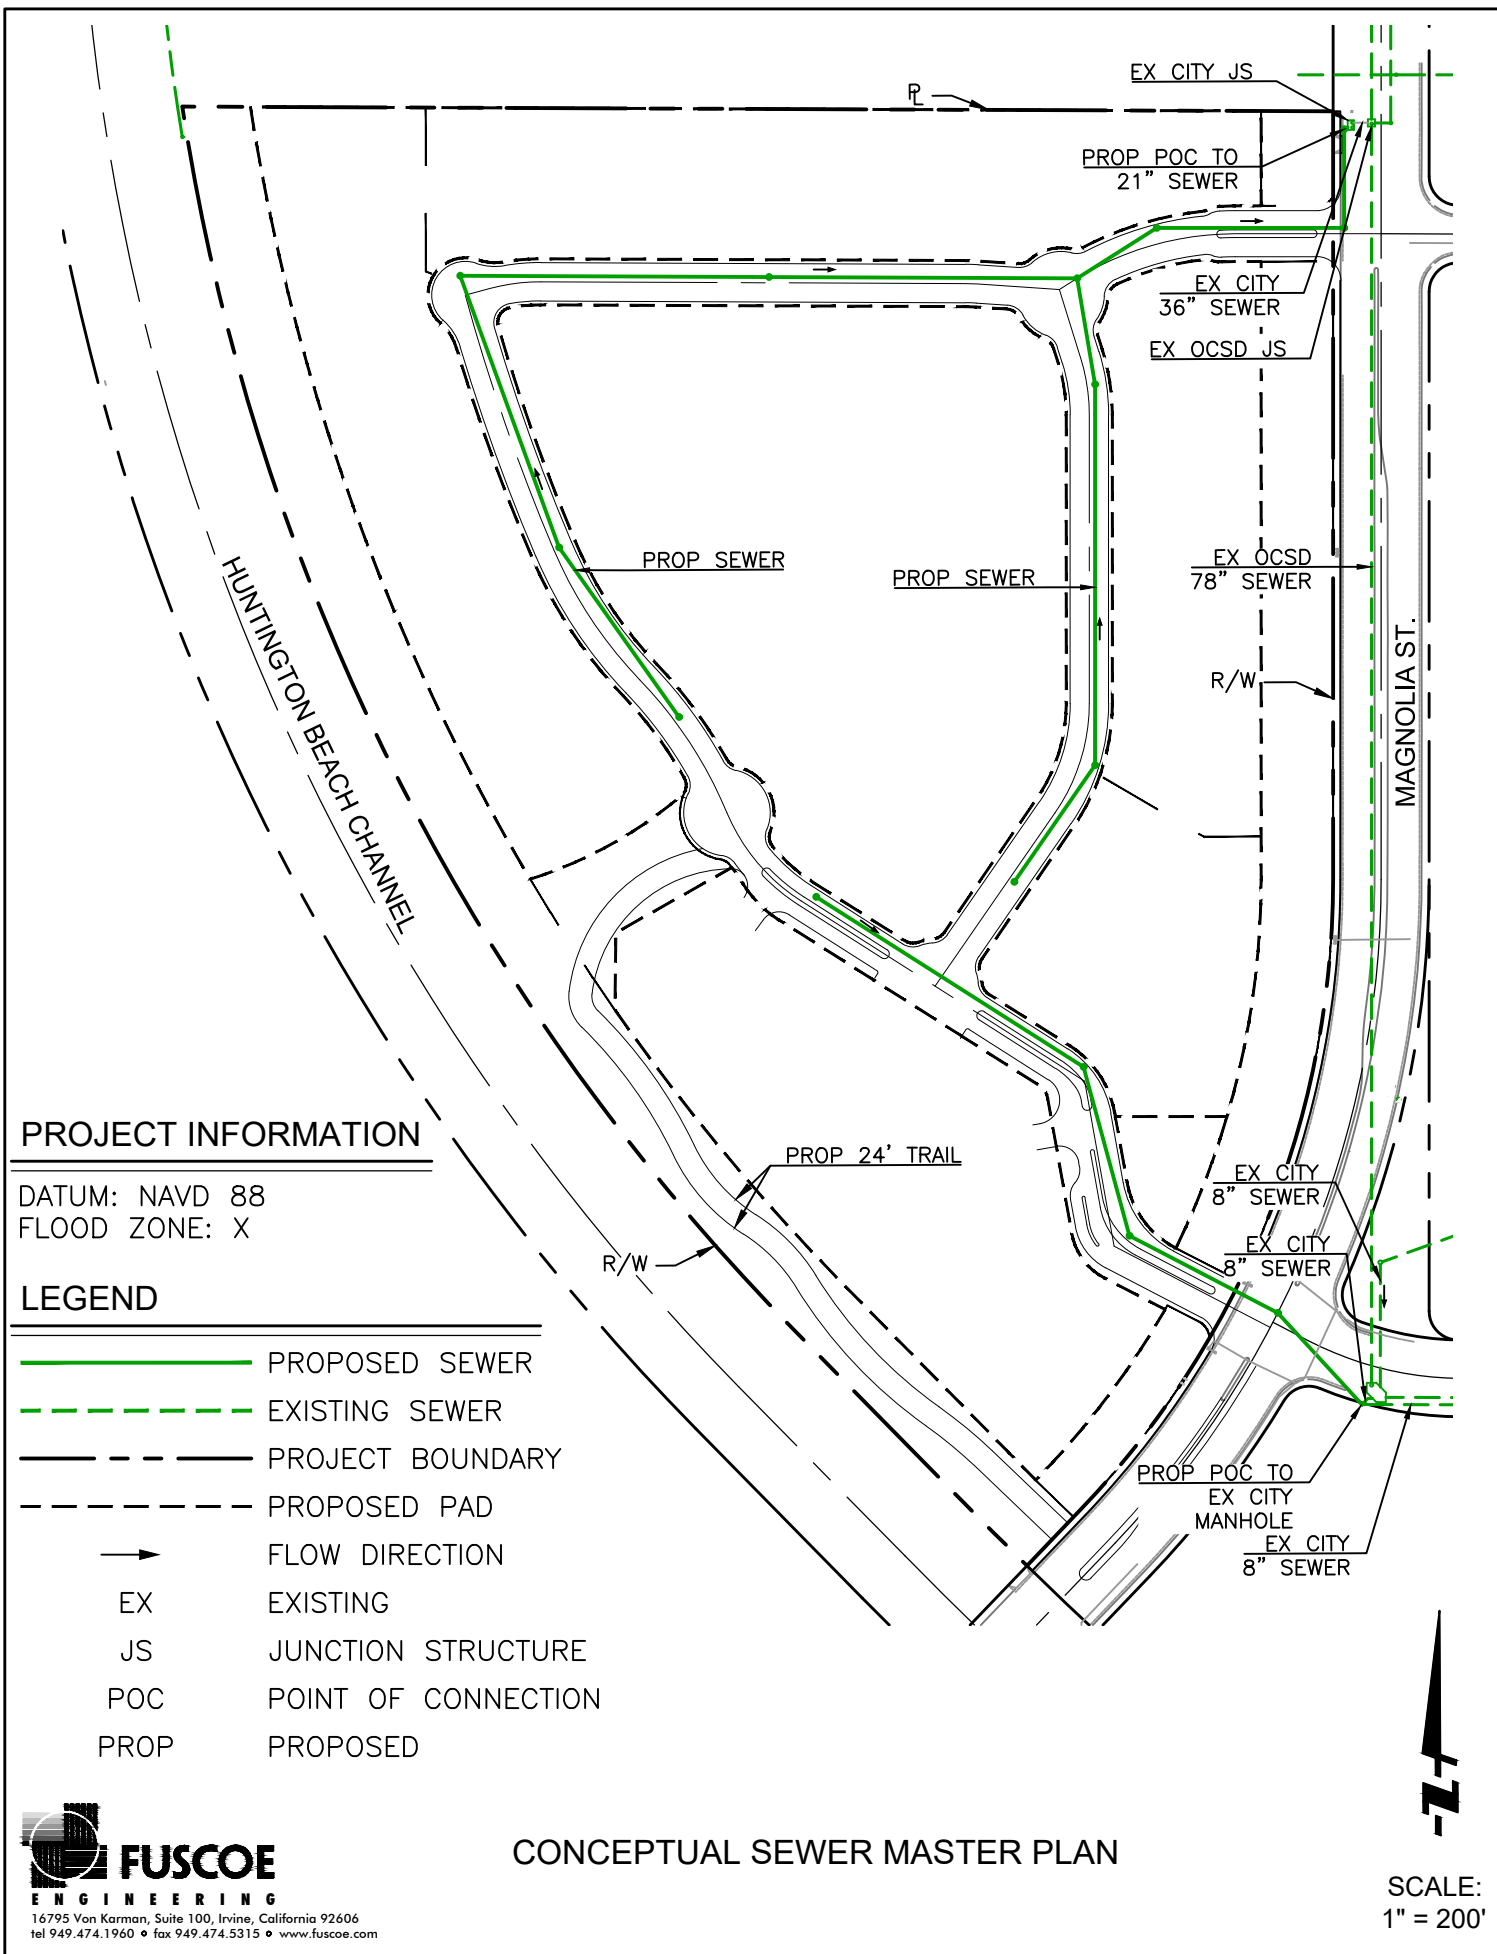 EX CITY JS
PL
PROP POC TO
21" SEWER
EX CITY
36" SEWER
EX OCSD JS
PROP SEWER
PROP SEWER
EX OCSD
78" SEWER
HUNTINGTON BEACH CHANNEL
R/W
MAGNOLIA ST.
PROJECT INFORMATION
DATUM: NAVD 88
FLOOD ZONE: X
PROP 24' TRAIL
R/W
EX CITY
8" SEWER
EX CITY
8" SEWER
LEGEND
PROPOSED SEWER
EXISTING SEWER
PROJECT BOUNDARY
PROPOSED PAD
FLOW DIRECTION
EX EXISTING
JS JUNCTION STRUCTURE
POC POINT OF CONNECTION
PROP PROPOSED
PROP POC TO
EX CITY
MANHOLE
EX CITY
8" SEWER
N
FUSCOE
ENGINEERING
16795 Von Karman, Suite 100, Irvine, California 92606
tel 949.474.1960 ° fax 949.474.5315 ° www.fuscoe.com
CONCEPTUAL SEWER MASTER PLAN
SCALE:
1" = 200'